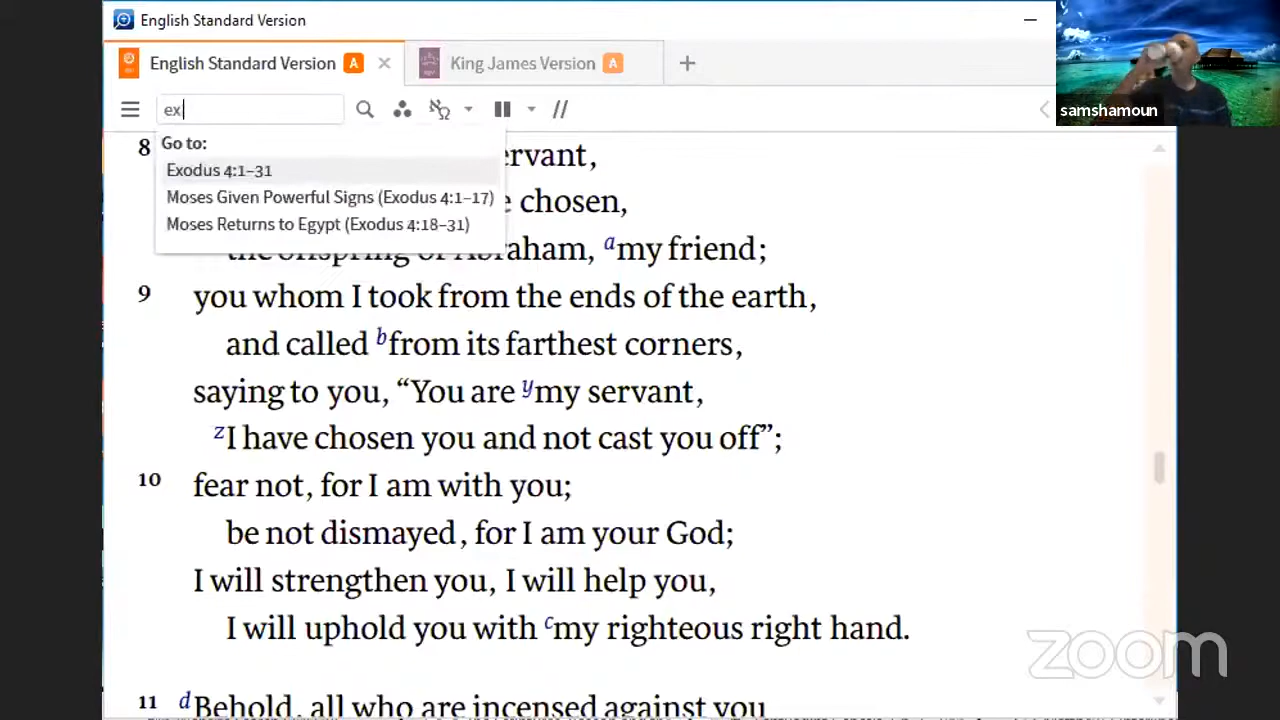 English Standard Version
English Standard Version A
King James Version A
samshamoun
ex
Go to:
Exodus 4:1–31
Moses Given Powerful Signs (Exodus 4:1–17)
Moses Returns to Egypt (Exodus 4:18–31)
8 servant,
chosen,
the offspring of Abraham, a my friend;
9 you whom I took from the ends of the earth,
and called b from its farthest corners,
saying to you, “You are y my servant,
z I have chosen you and not cast you off”;
10 fear not, for I am with you;
be not dismayed, for I am your God;
I will strengthen you, I will help you,
I will uphold you with c my righteous right hand.
11 d Behold, all who are incensed against you
zoom